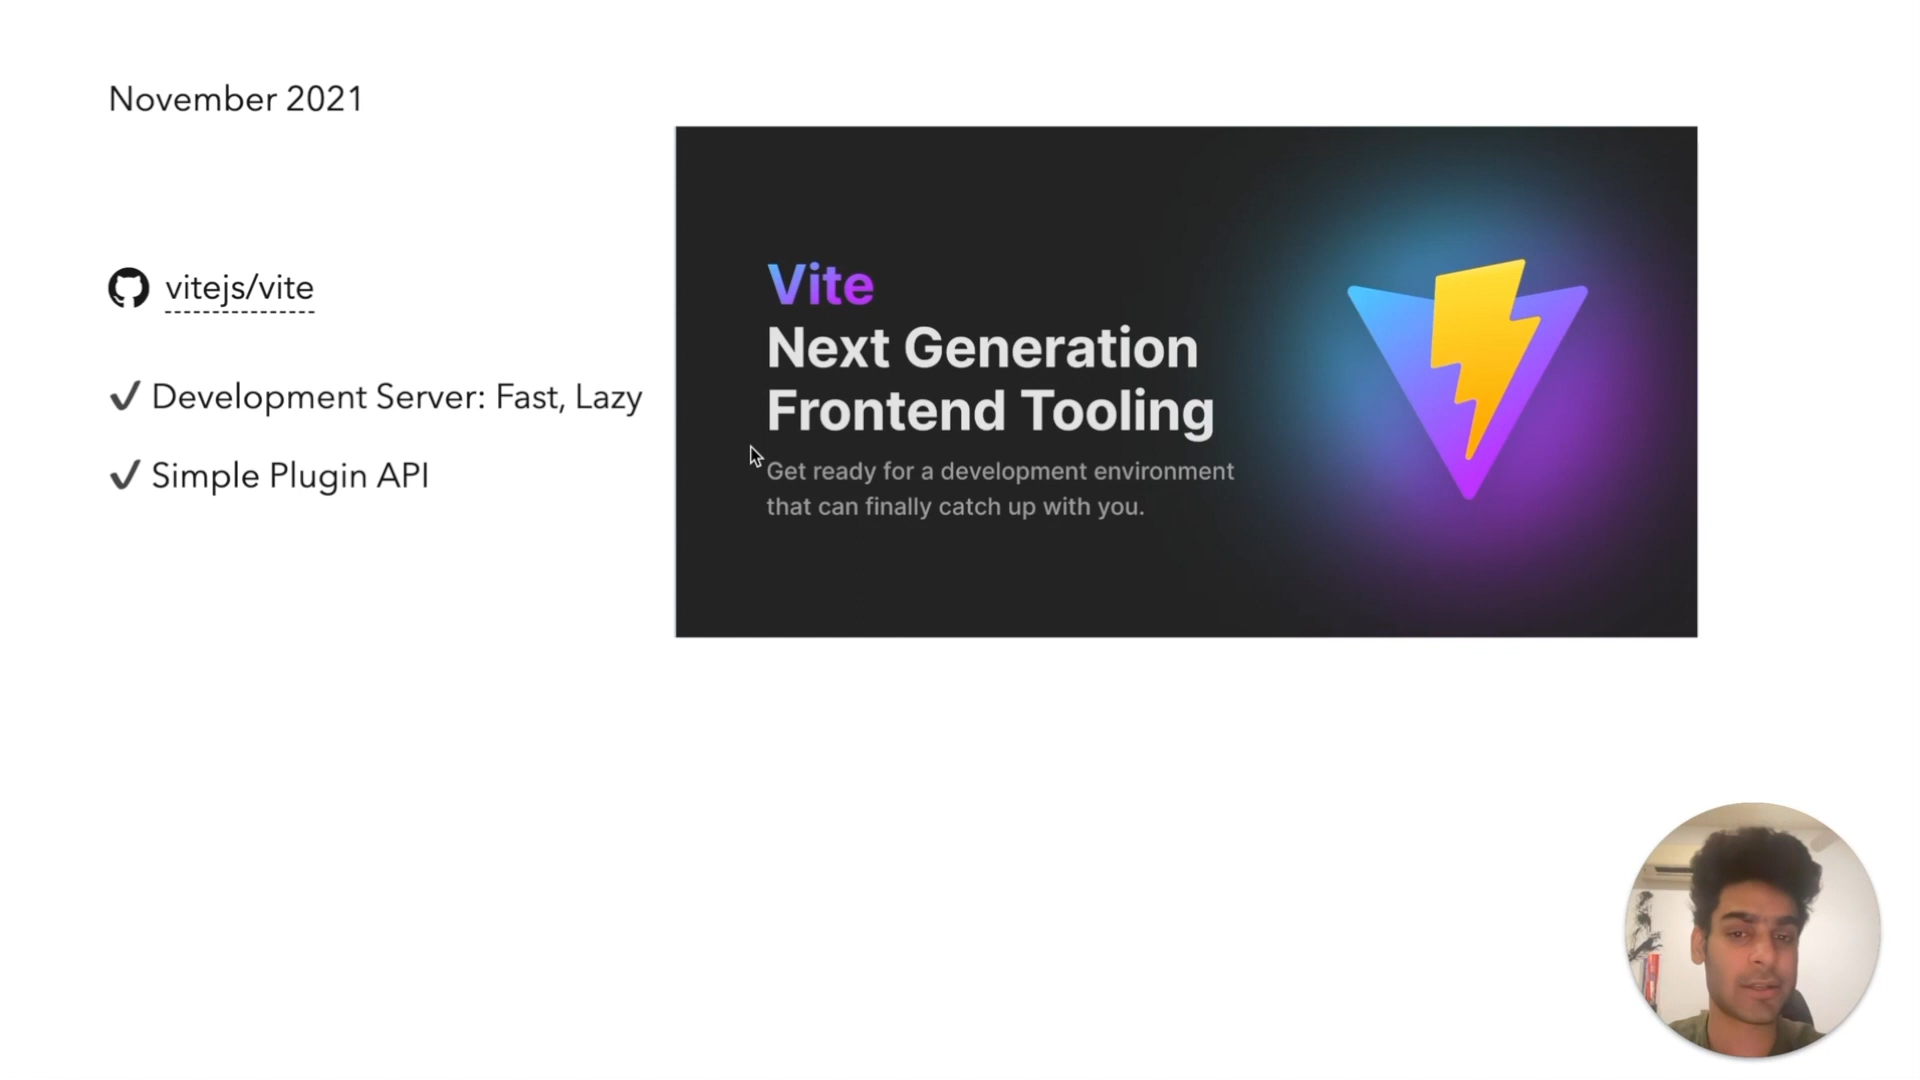 November 2021
vitejs/vite
✔ Development Server: Fast, Lazy
✔ Simple Plugin API
Vite
Next Generation
Frontend Tooling
Get ready for a development environment
that can finally catch up with you.